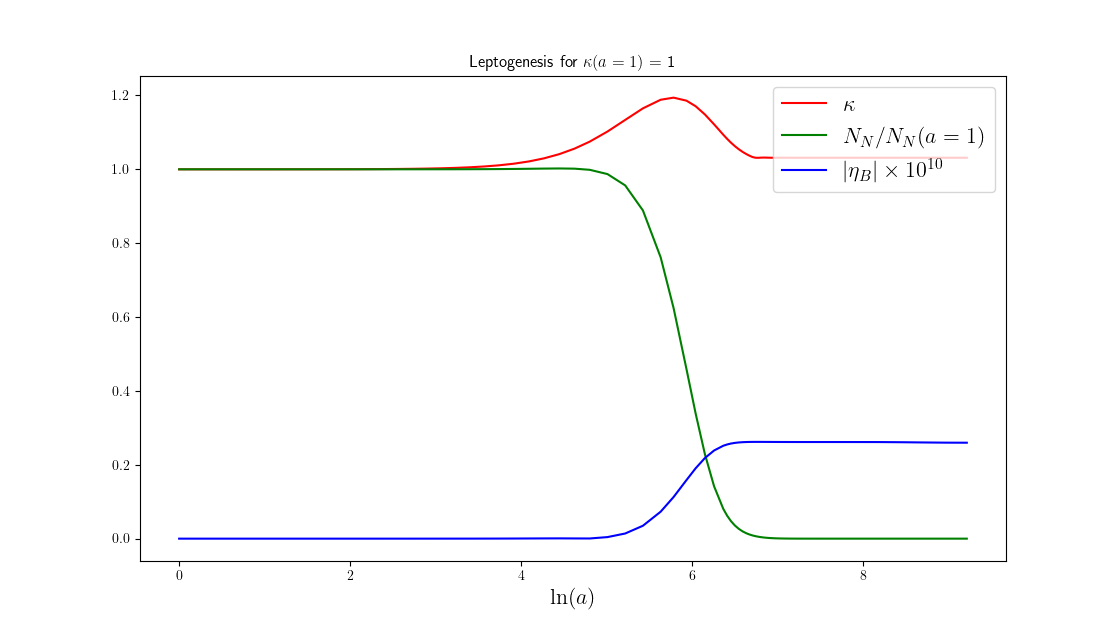 Leptogenesis for κ(a = 1) = 1
1.2
1.0
0.8
0.6
0.4
0.2
0.0
κ
N_N/N_N(a = 1)
|η_B| × 10^10
0 2 4 6 8
ln(a)